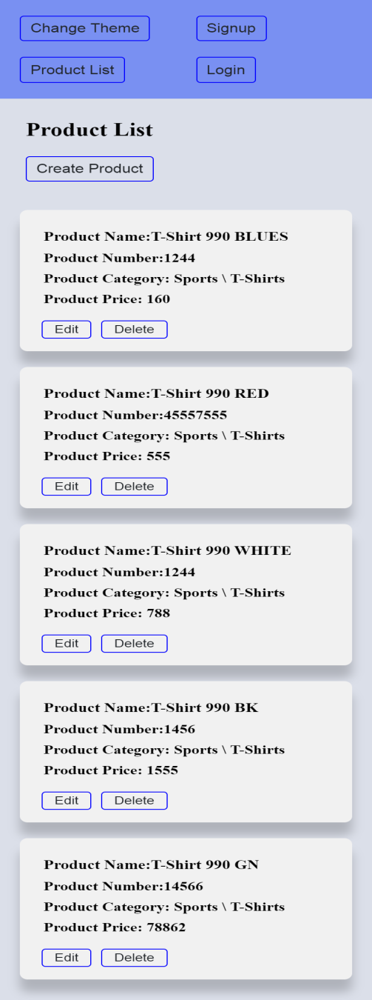 Change Theme Signup
Product List Login
Product List
Create Product
Product Name:T-Shirt 990 BLUES
Product Number:1244
Product Category: Sports \ T-Shirts
Product Price: 160
Edit Delete
Product Name:T-Shirt 990 RED
Product Number:45557555
Product Category: Sports \ T-Shirts
Product Price: 555
Edit Delete
Product Name:T-Shirt 990 WHITE
Product Number:1244
Product Category: Sports \ T-Shirts
Product Price: 788
Edit Delete
Product Name:T-Shirt 990 BK
Product Number:1456
Product Category: Sports \ T-Shirts
Product Price: 1555
Edit Delete
Product Name:T-Shirt 990 GN
Product Number:14566
Product Category: Sports \ T-Shirts
Product Price: 78862
Edit Delete